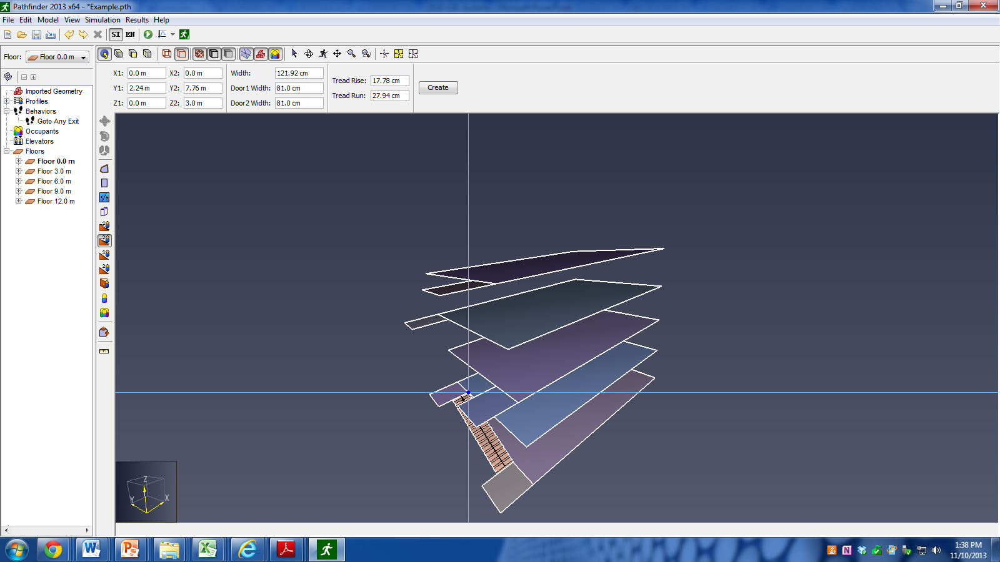 Pathfinder 2013 x64 - *Example.pth
File Edit Model View Simulation Results Help
SI EN
Floor: Floor 0.0 m
X1: 0.0 m X2: 0.0 m Width: 121.92 cm
Y1: 2.24 m Y2: 7.76 m Door1 Width: 81.0 cm
Z1: 0.0 m Z2: 3.0 m Door2 Width: 81.0 cm
Tread Rise: 17.78 cm
Tread Run: 27.94 cm
Create
Imported Geometry
Profiles
Behaviors
Goto Any Exit
Occupants
Elevators
Floors
Floor 0.0 m
Floor 3.0 m
Floor 6.0 m
Floor 9.0 m
Floor 12.0 m
Z
Y X
1:38 PM
11/10/2013